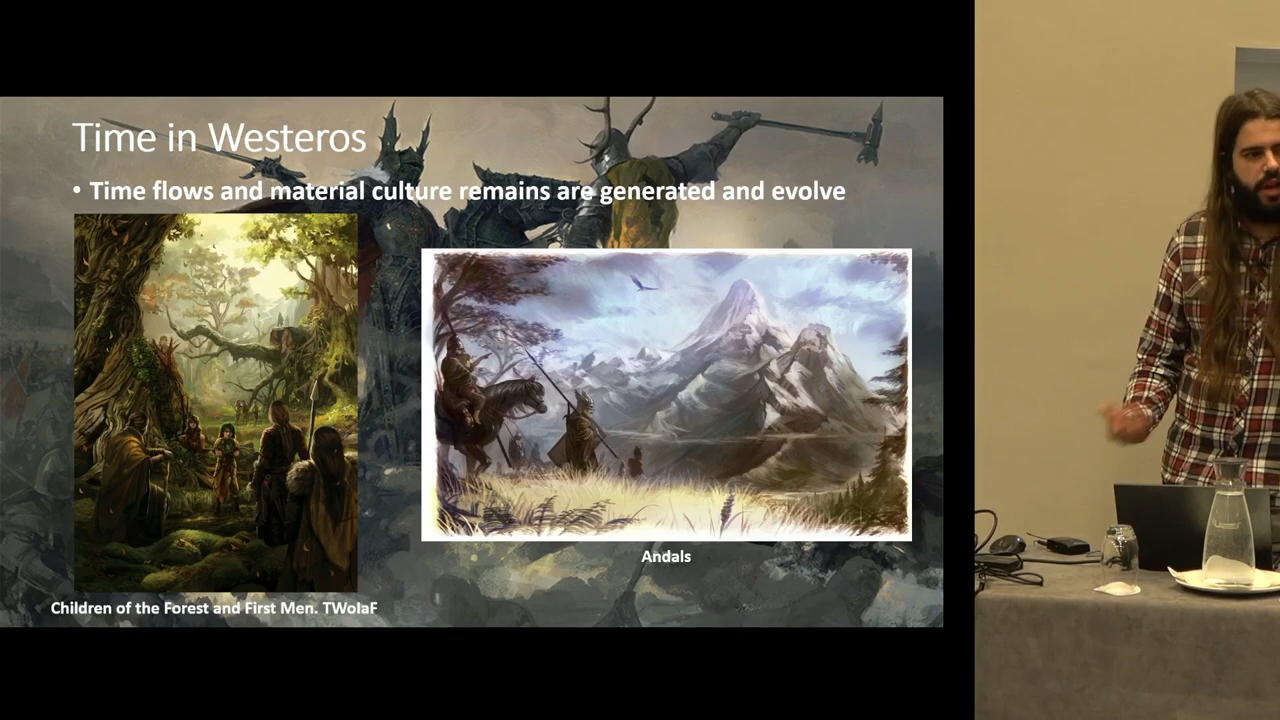 Time in Westeros
• Time flows and material culture remains are generated and evolve
Andals
Children of the Forest and First Men. TWoIaF